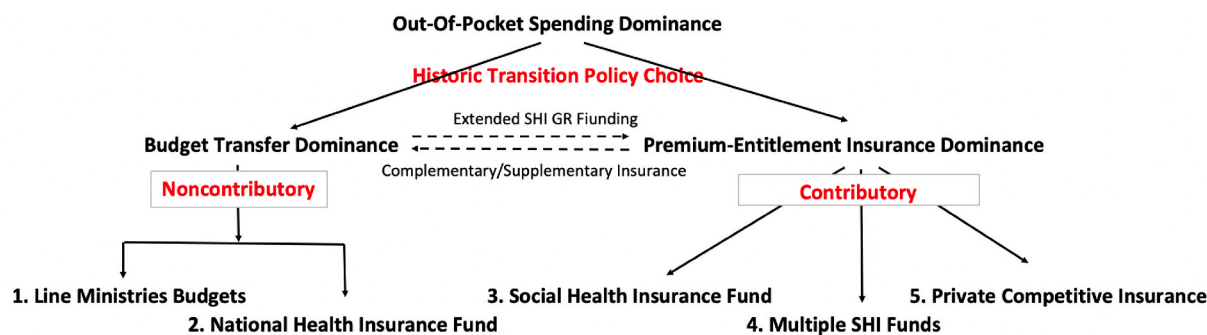 Out-Of-Pocket Spending Dominance
Historic Transition Policy Choice
Extended SHI GR Fiunding
Budget Transfer Dominance
Premium-Entitlement Insurance Dominance
Complementary/Supplementary Insurance
Noncontributory
Contributory
1. Line Ministries Budgets
3. Social Health Insurance Fund
5. Private Competitive Insurance
2. National Health Insurance Fund
4. Multiple SHI Funds